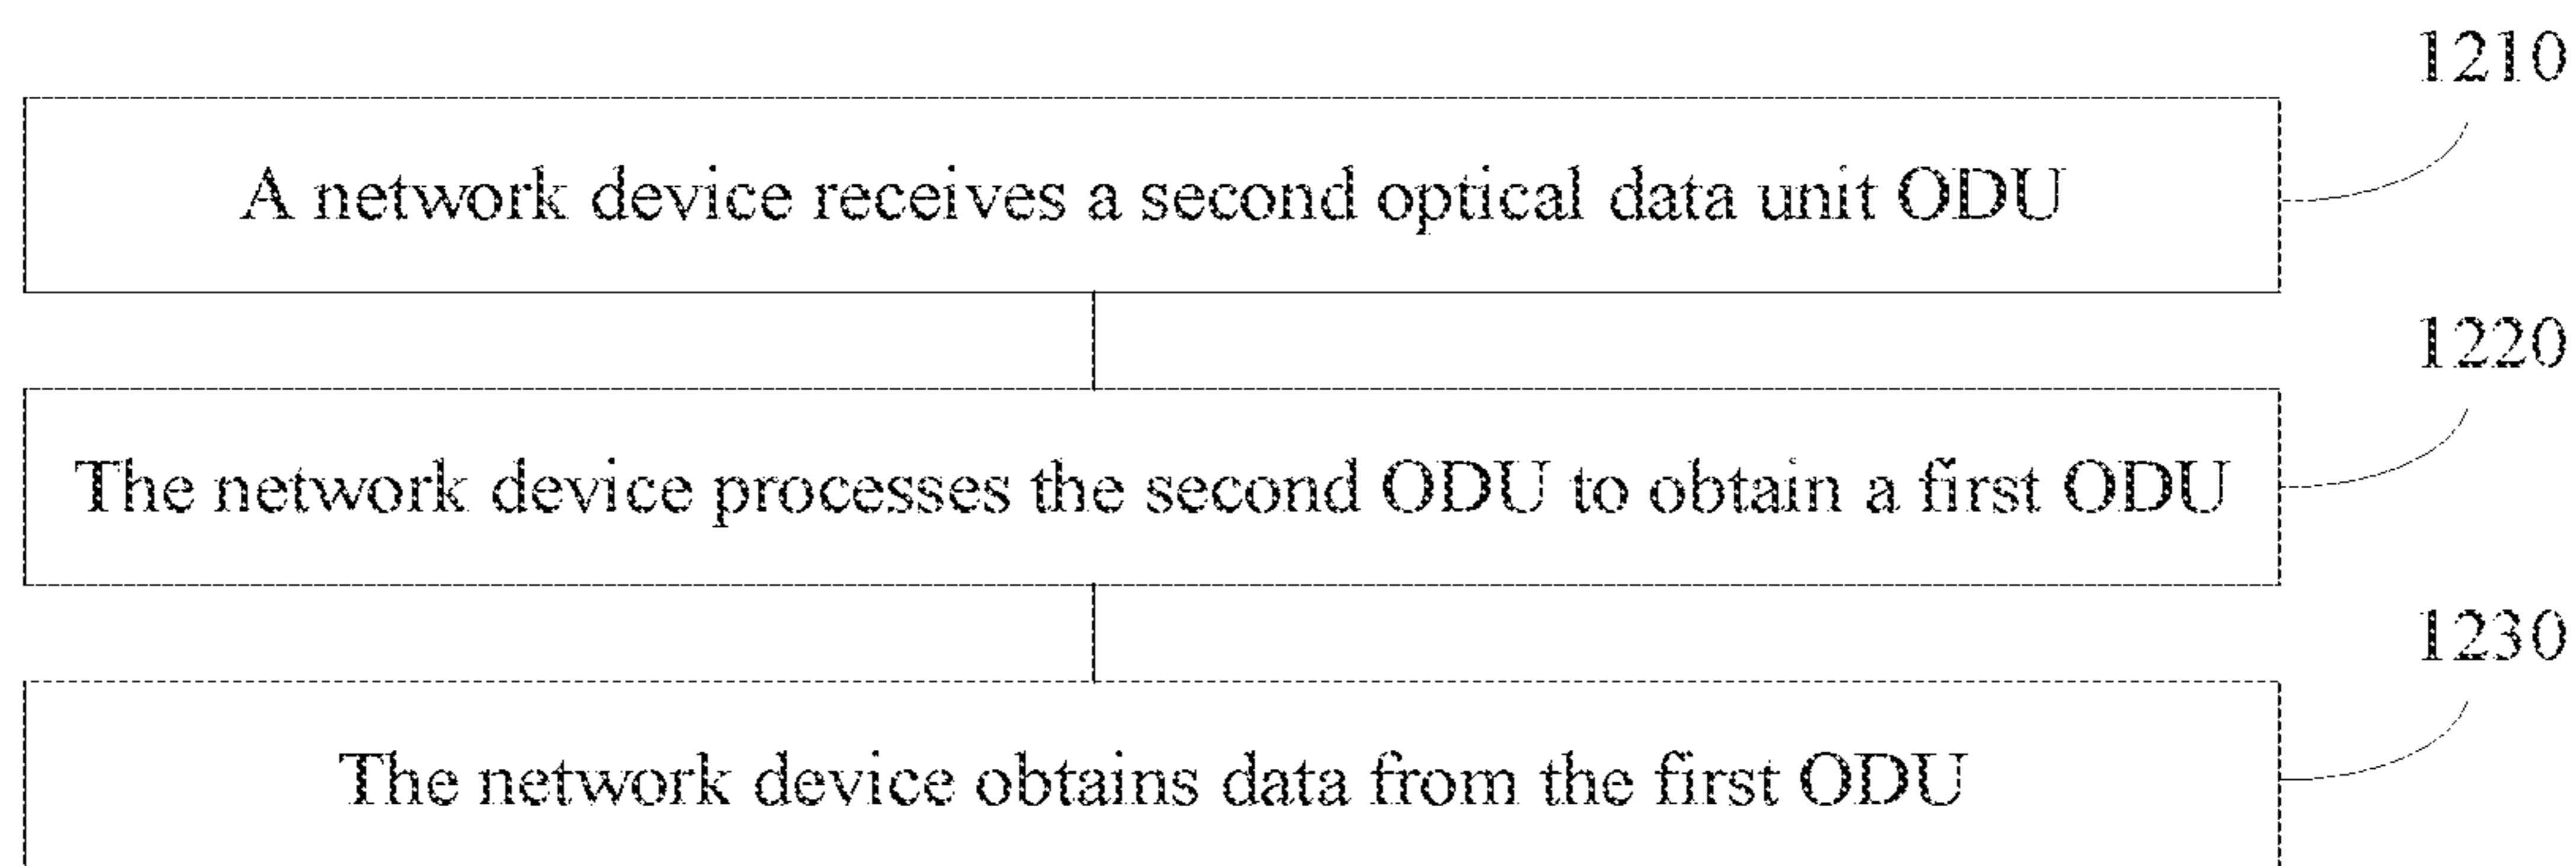 1210
A network device receives a second optical data unit ODU
1220
The network device processes the second ODU to obtain a first ODU
1230
The network device obtains data from the first ODU